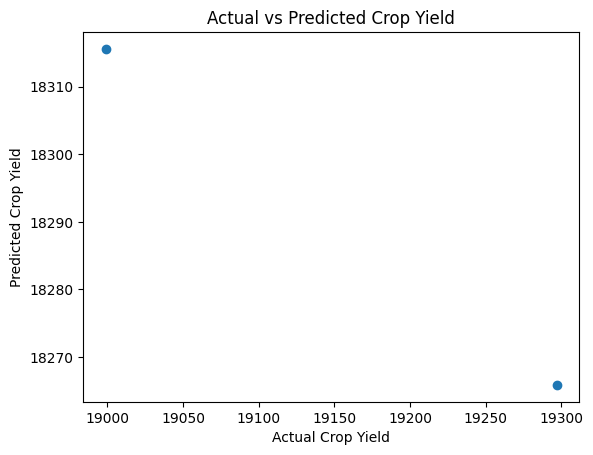 Actual vs Predicted Crop Yield
18310
18300
18290
18280
18270
Predicted Crop Yield
19000 19050 19100 19150 19200 19250 19300
Actual Crop Yield